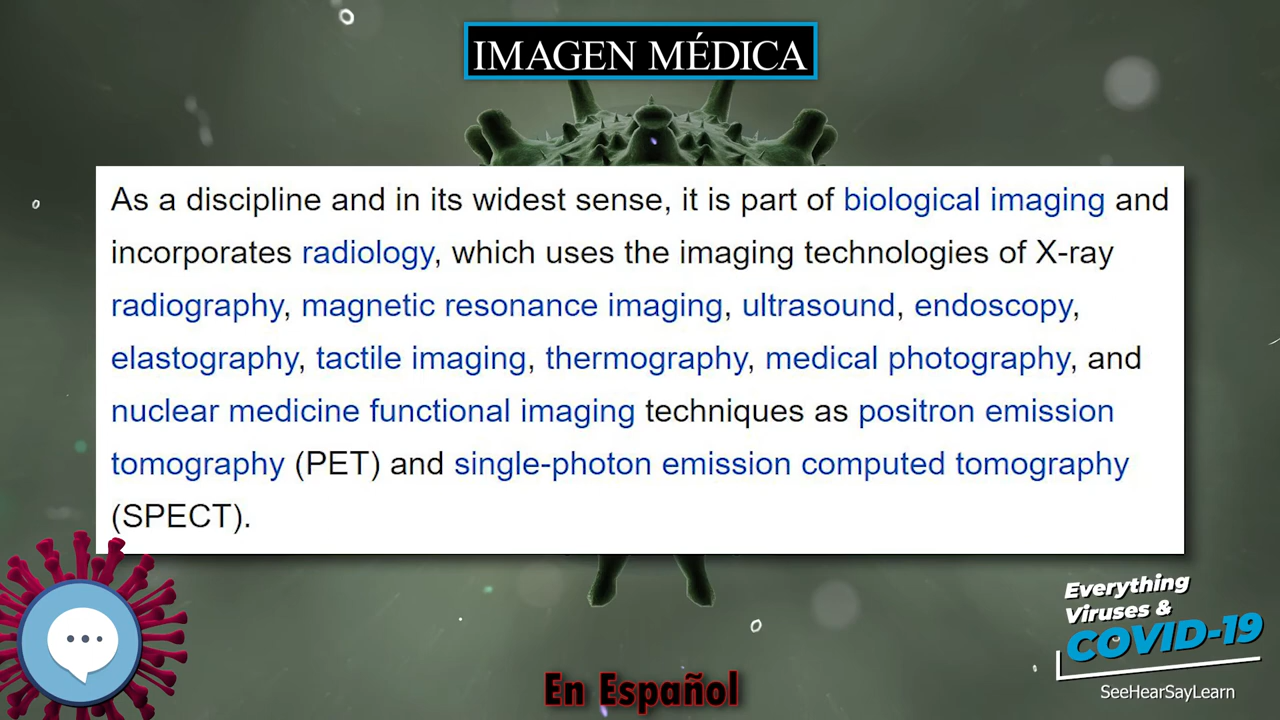 IMAGEN MÉDICA
As a discipline and in its widest sense, it is part of biological imaging and
incorporates radiology, which uses the imaging technologies of X-ray
radiography, magnetic resonance imaging, ultrasound, endoscopy,
elastography, tactile imaging, thermography, medical photography, and
nuclear medicine functional imaging techniques as positron emission
tomography (PET) and single-photon emission computed tomography
(SPECT).
Everything
Viruses &
COVID-19
En Español
SeeHearSayLearn